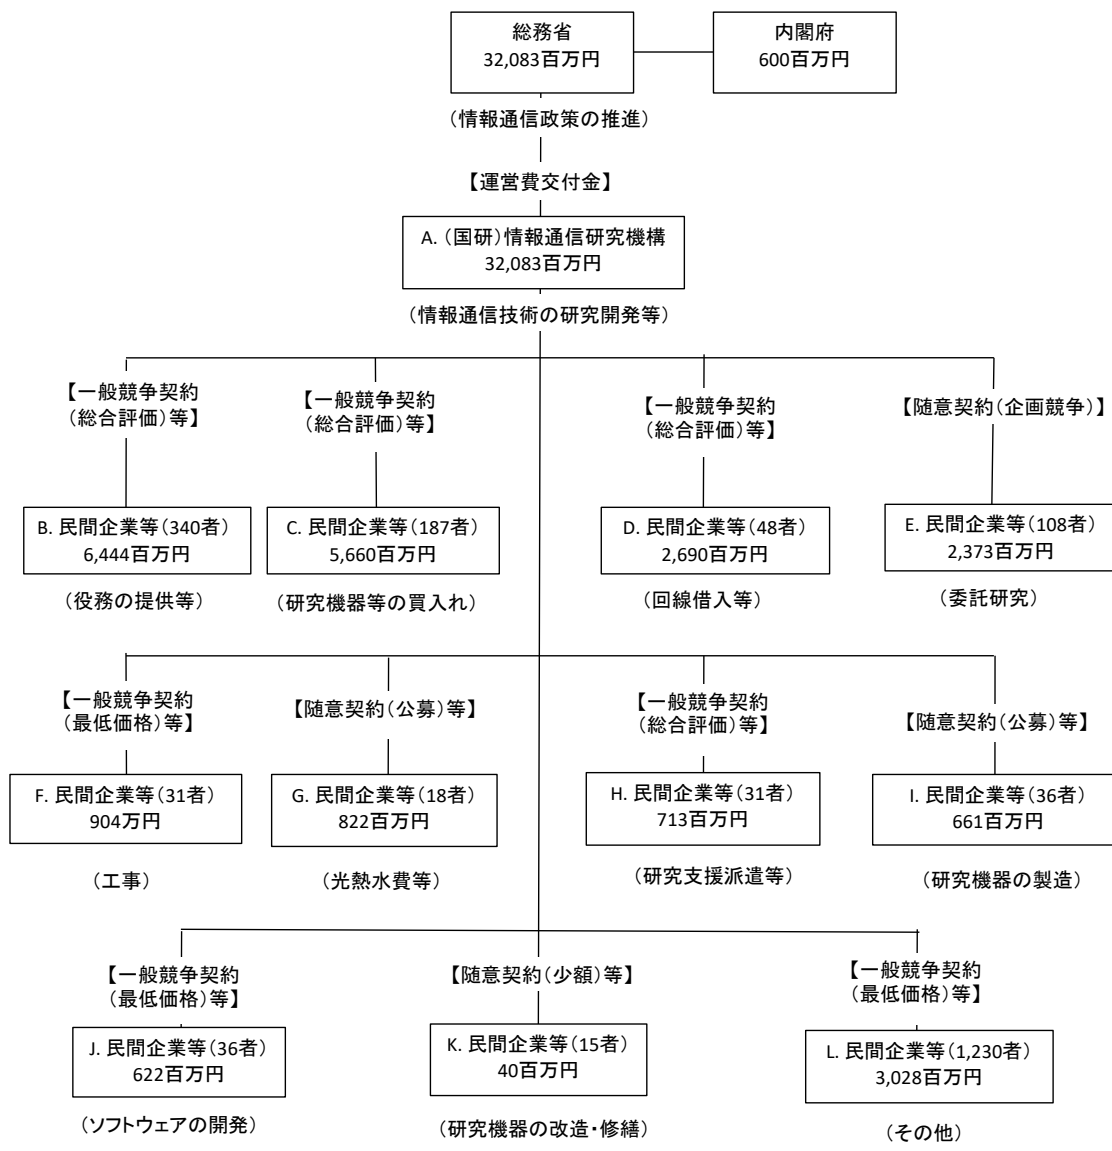 総務省
32,083百万円
内閣府
600百万円
(情報通信政策の推進)
【運営費交付金】
A. (国研)情報通信研究機構
32,083百万円
(情報通信技術の研究開発等)
【一般競争契約
(総合評価)等】
【一般競争契約
(総合評価)等】
【一般競争契約
(総合評価)等】
【随意契約(企画競争)】
B. 民間企業等(340者)
6,444百万円
C. 民間企業等(187者)
5,660百万円
D. 民間企業等(48者)
2,690百万円
E. 民間企業等(108者)
2,373百万円
(役務の提供等)
(研究機器等の買入れ)
(回線借入等)
(委託研究)
【一般競争契約
(最低価格)等】
【随意契約(公募)等】
【一般競争契約
(総合評価)等】
【随意契約(公募)等】
F. 民間企業等(31者)
904万円
G. 民間企業等(18者)
822百万円
H. 民間企業等(31者)
713百万円
I. 民間企業等(36者)
661百万円
(工事)
(光熱水費等)
(研究支援派遣等)
(研究機器の製造)
【一般競争契約
(最低価格)等】
【随意契約(少額)等】
【一般競争契約
(最低価格)等】
J. 民間企業等(36者)
622百万円
K. 民間企業等(15者)
40百万円
L. 民間企業等(1,230者)
3,028百万円
(ソフトウェアの開発)
(研究機器の改造・修繕)
(その他)